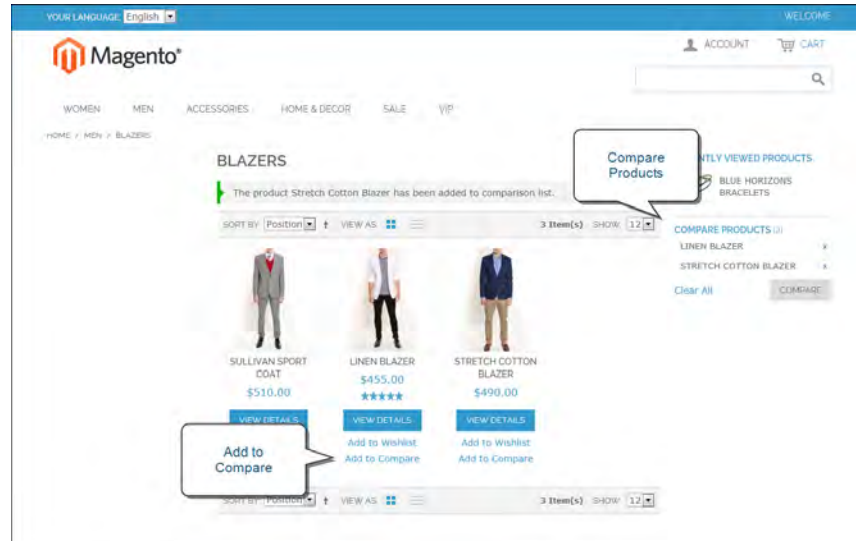 YOUR LANGUAGE: English
WELCOME
Magento®
ACCOUNT
CART
WOMEN MEN ACCESSORIES HOME & DECOR SALE VIP
HOME / MEN / BLAZERS
BLAZERS
The product Stretch Cotton Blazer has been added to comparison list.
SORT BY Position VIEW AS 3 Item(s) SHOW 12
SULLIVAN SPORT
COAT
$510.00
VIEW DETAILS
LINEN BLAZER
$455.00
VIEW DETAILS
Add to Wishlist
Add to Compare
STRETCH COTTON
BLAZER
$490.00
VIEW DETAILS
Add to Wishlist
Add to Compare
Add to
Compare
SORT BY Position VIEW AS 3 Item(s) SHOW 12
Compare
Products
VIEWED PRODUCTS
BLUE HORIZONS
BRACELETS
COMPARE PRODUCTS
LINEN BLAZER x
STRETCH COTTON BLAZER x
Clear All
COMPARE